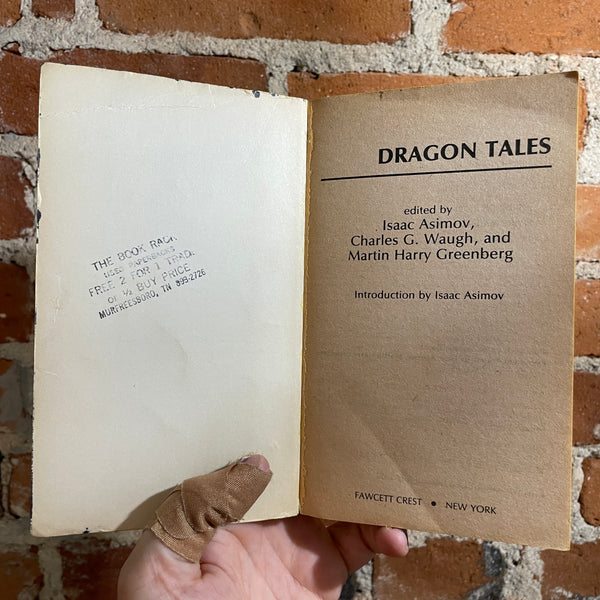 THE BOOK RACK
USED PAPERBACKS
FREE 2 FOR 1 TRAD.
OR ½ BUY PRICE
MURFREESBORO, TN 893-2726
DRAGON TALES
edited by
Isaac Asimov,
Charles G. Waugh, and
Martin Harry Greenberg
Introduction by Isaac Asimov
FAWCETT CREST • NEW YORK